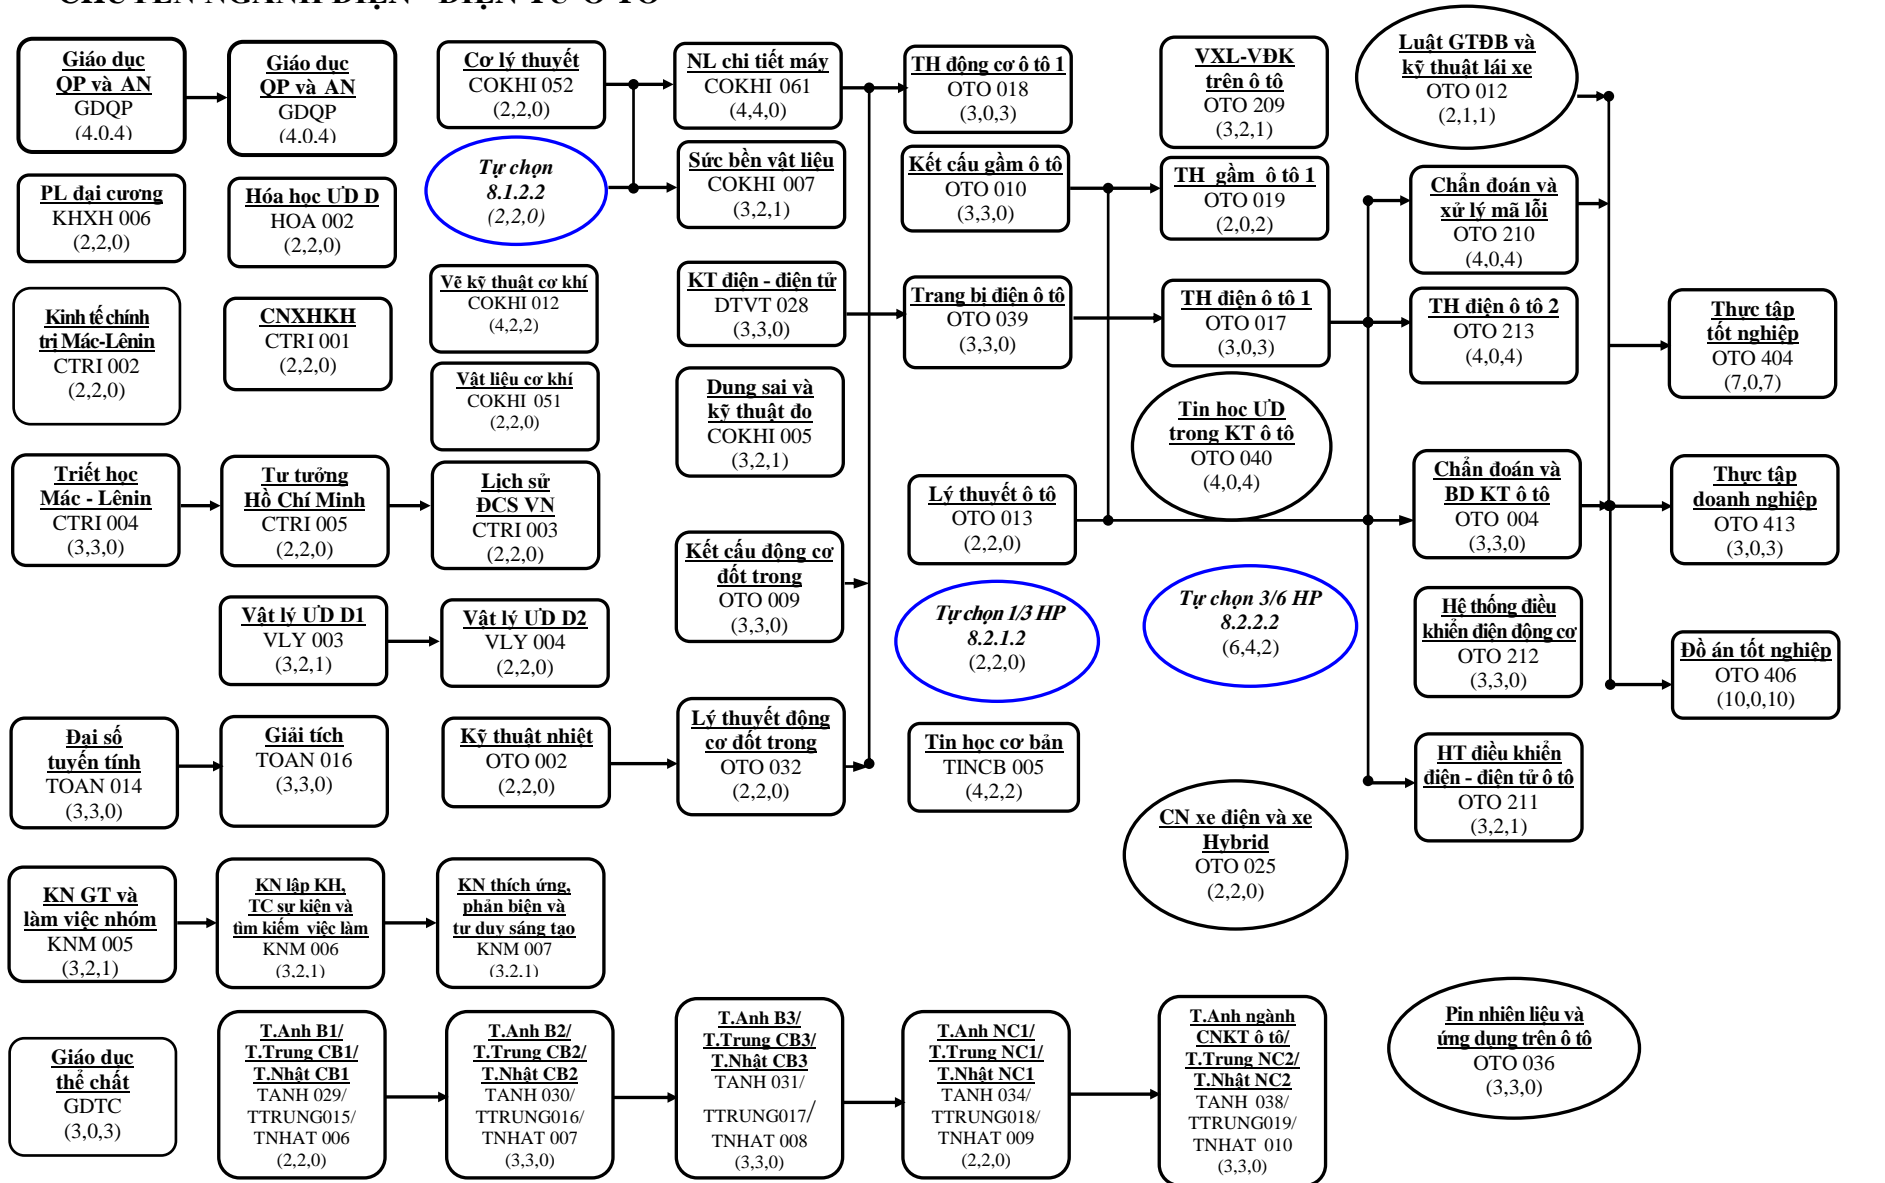 CHUYÊN NGÀNH ĐIỆN - ĐIỆN TỬ Ô TÔ
Giáo dục
QP và AN
GDQP
(4,0,4)
Giáo dục
QP và AN
GDQP
(4,0,4)
Cơ lý thuyết
COKHI 052
(2,2,0)
NL chi tiết máy
COKHI 061
(4,4,0)
TH động cơ ô tô 1
OTO 018
(3,0,3)
VXL-VĐK
trên ô tô
OTO 209
(3,2,1)
Luật GTĐB và
kỹ thuật lái xe
OTO 012
(2,1,1)
Tự chọn
8.1.2.2
(2,2,0)
Sức bền vật liệu
COKHI 007
(3,2,1)
Kết cấu gầm ô tô
OTO 010
(3,3,0)
TH gầm ô tô 1
OTO 019
(2,0,2)
Chẩn đoán và
xử lý mã lỗi
OTO 210
(4,0,4)
PL đại cương
KHXH 006
(2,2,0)
Hóa học ƯD D
HOA 002
(2,2,0)
Vẽ kỹ thuật cơ khí
COKHI 012
(4,2,2)
KT điện - điện tử
DTVT 028
(3,3,0)
Trang bị điện ô tô
OTO 039
(3,3,0)
TH điện ô tô 1
OTO 017
(3,0,3)
TH điện ô tô 2
OTO 213
(4,0,4)
Thực tập
tốt nghiệp
OTO 404
(7,0,7)
Kinh tế chính
trị Mác-Lênin
CTRI 002
(2,2,0)
CNXHKH
CTRI 001
(2,2,0)
Vật liệu cơ khí
COKHI 051
(2,2,0)
Dung sai và
kỹ thuật đo
COKHI 005
(3,2,1)
Tin học ƯD
trong KT ô tô
OTO 040
(4,0,4)
Triết học
Mác - Lênin
CTRI 004
(3,3,0)
Tư tưởng
Hồ Chí Minh
CTRI 005
(2,2,0)
Lịch sử
ĐCS VN
CTRI 003
(2,2,0)
Lý thuyết ô tô
OTO 013
(2,2,0)
Chẩn đoán và
BD KT ô tô
OTO 004
(3,3,0)
Thực tập
doanh nghiệp
OTO 413
(3,0,3)
Kết cấu động cơ
đốt trong
OTO 009
(3,3,0)
Tự chọn 1/3 HP
8.2.1.2
(2,2,0)
Tự chọn 3/6 HP
8.2.2.2
(6,4,2)
Hệ thống điều
khiển điện động cơ
OTO 212
(3,3,0)
Đồ án tốt nghiệp
OTO 406
(10,0,10)
Vật lý ƯD D1
VLY 003
(3,2,1)
Vật lý ƯD D2
VLY 004
(2,2,0)
Đại số
tuyến tính
TOAN 014
(3,3,0)
Giải tích
TOAN 016
(3,3,0)
Kỹ thuật nhiệt
OTO 002
(2,2,0)
Lý thuyết động
cơ đốt trong
OTO 032
(2,2,0)
Tin học cơ bản
TINCB 005
(4,2,2)
CN xe điện và xe
Hybrid
OTO 025
(2,2,0)
HT điều khiển
điện - điện tử ô tô
OTO 211
(3,2,1)
KN GT và
làm việc nhóm
KNM 005
(3,2,1)
KN lập KH,
TC sự kiện và
tìm kiếm việc làm
KNM 006
(3,2,1)
KN thích ứng,
phản biện và
tư duy sáng tạo
KNM 007
(3,2,1)
Giáo dục
thể chất
GDTC
(3,0,3)
T.Anh B1/
T.Trung CB1/
T.Nhật CB1
TANH 029/
TTRUNG015/
TNHAT 006
(2,2,0)
T.Anh B2/
T.Trung CB2/
T.Nhật CB2
TANH 030/
TTRUNG016/
TNHAT 007
(3,3,0)
T.Anh B3/
T.Trung CB3/
T.Nhật CB3
TANH 031/
TTRUNG017/
TNHAT 008
(3,3,0)
T.Anh NC1/
T.Trung NC1/
T.Nhật NC1
TANH 034/
TTRUNG018/
TNHAT 009
(2,2,0)
T.Anh ngành
CNKT ô tô/
T.Trung NC2/
T.Nhật NC2
TANH 038/
TTRUNG019/
TNHAT 010
(3,3,0)
Pin nhiên liệu và
ứng dụng trên ô tô
OTO 036
(3,3,0)